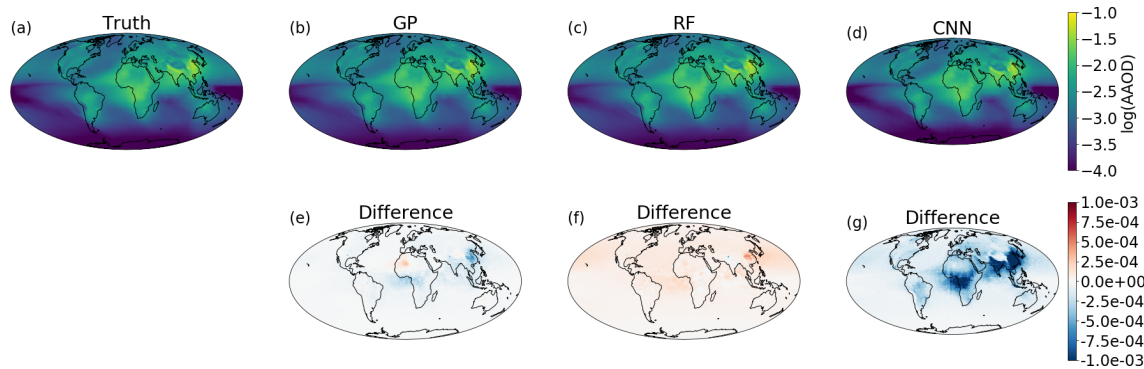 (a) Truth
(b) GP
(c) RF
(d) CNN
−1.0
−1.5
−2.0
−2.5
−3.0
−3.5
−4.0
log(AAOD)
(e) Difference
(f) Difference
(g) Difference
1.0e-03
7.5e-04
5.0e-04
2.5e-04
0.0e+00
-2.5e-04
-5.0e-04
-7.5e-04
-1.0e-03